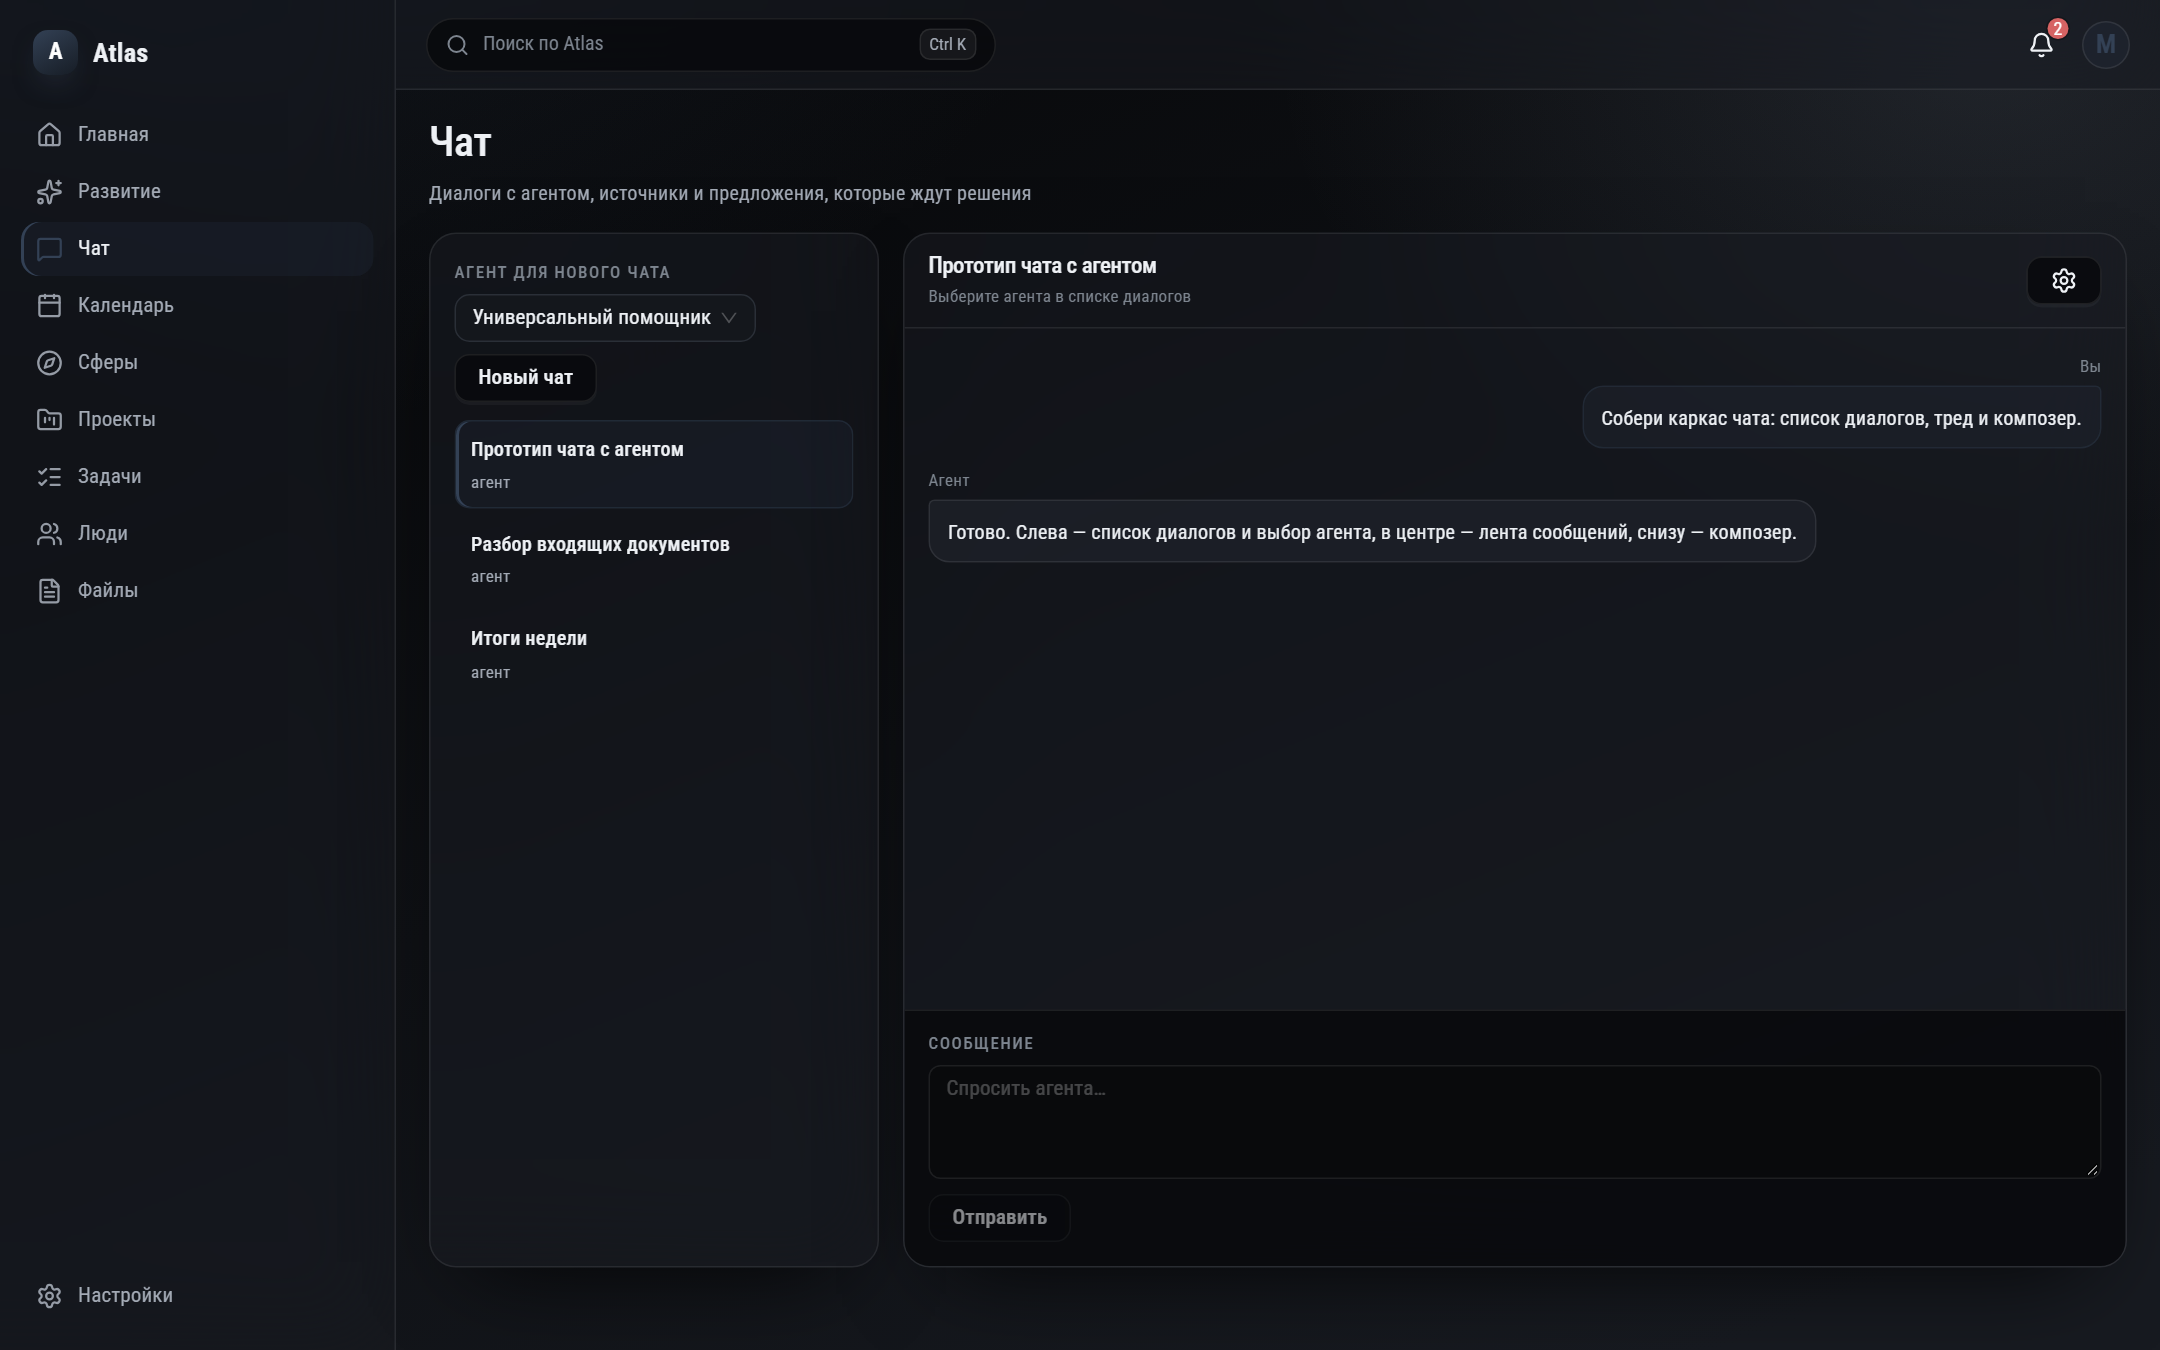 A
Atlas
Главная
Развитие
Чат
Календарь
Сферы
Проекты
Задачи
Люди
Файлы
Настройки
Поиск по Atlas
Ctrl K
2
M
Чат
Диалоги с агентом, источники и предложения, которые ждут решения
АГЕНТ ДЛЯ НОВОГО ЧАТА
Универсальный помощник
Новый чат
Прототип чата с агентом
агент
Разбор входящих документов
агент
Итоги недели
агент
Прототип чата с агентом
Выберите агента в списке диалогов
Вы
Собери каркас чата: список диалогов, тред и композер.
Агент
Готово. Слева — список диалогов и выбор агента, в центре — лента сообщений, снизу — композер.
СООБЩЕНИЕ
Спросить агента…
Отправить